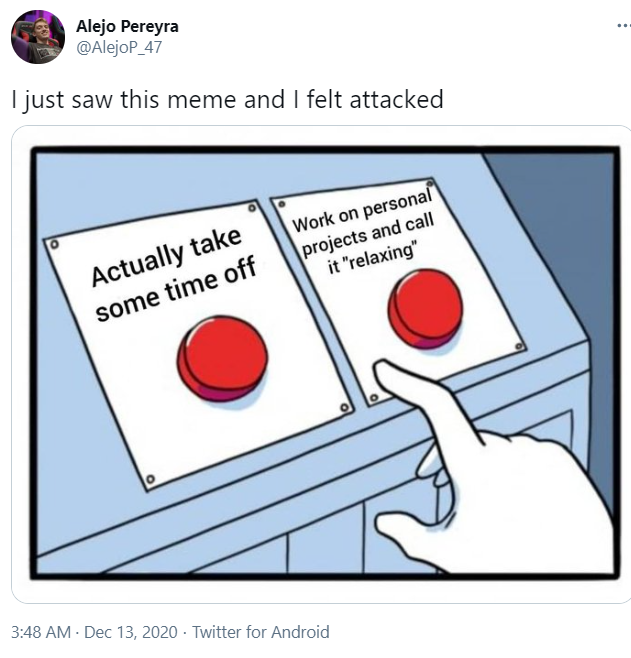 Alejo Pereyra
@AlejoP_47
I just saw this meme and I felt attacked
Actually take
some time off
Work on personal
projects and call
it "relaxing"
3:48 AM · Dec 13, 2020 · Twitter for Android